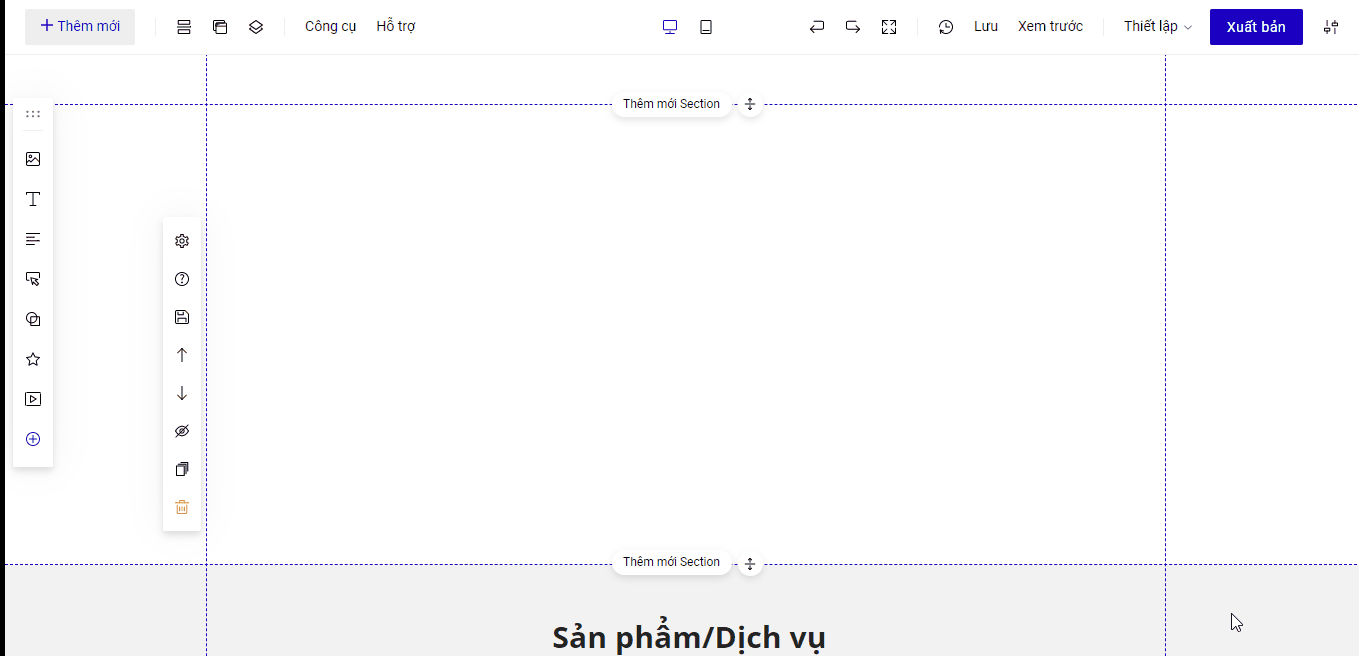 Thêm mới Công cụ Hỗ trợ Lưu Xem trước Thiết lập Xuất bản
Thêm mới Section
Thêm mới Section
Sản phẩm/Dịch vụ